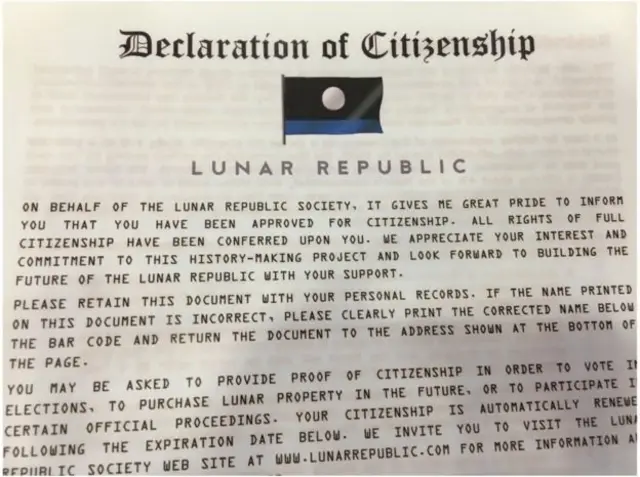 Declaration of Citizenship
LUNAR REPUBLIC
ON BEHALF OF THE LUNAR REPUBLIC SOCIETY, IT GIVES ME GREAT PRIDE TO INFORM
YOU THAT YOU HAVE BEEN APPROVED FOR CITIZENSHIP. ALL RIGHTS OF FULL
CITIZENSHIP HAVE BEEN CONFERRED UPON YOU. WE APPRECIATE YOUR INTEREST AND
COMMITMENT TO THIS HISTORY-MAKING PROJECT AND LOOK FORWARD TO BUILDING THE
FUTURE OF THE LUNAR REPUBLIC WITH YOUR SUPPORT.
PLEASE RETAIN THIS DOCUMENT WITH YOUR PERSONAL RECORDS. IF THE NAME PRINTED
ON THIS DOCUMENT IS INCORRECT, PLEASE CLEARLY PRINT THE CORRECTED NAME BELOW
THE BAR CODE AND RETURN THE DOCUMENT TO THE ADDRESS SHOWN AT THE BOTTOM OF
THE PAGE.
YOU MAY BE ASKED TO PROVIDE PROOF OF CITIZENSHIP IN ORDER TO VOTE I
ELECTIONS, TO PURCHASE LUNAR PROPERTY IN THE FUTURE, OR TO PARTICIPATE I
CERTAIN OFFICIAL PROCEEDINGS. YOUR CITIZENSHIP IS AUTOMATICALLY RENEWE
FOLLOWING THE EXPIRATION DATE BELOW. WE INVITE YOU TO VISIT THE LUNA
REPUBLIC SOCIETY WEB SITE AT WWW.LUNARREPUBLIC.COM FOR MORE INFORMATION A